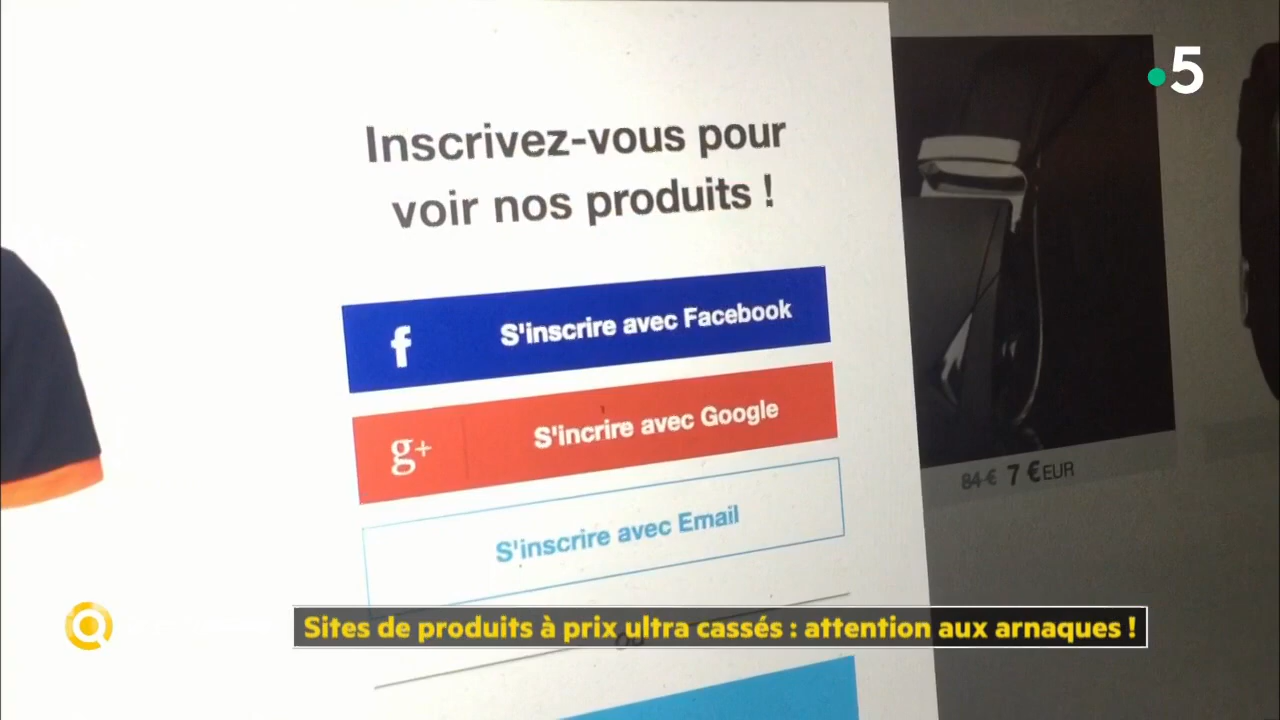 5
Inscrivez-vous pour
voir nos produits !
f S'inscrire avec Facebook
g+ S'incrire avec Google
S'inscrire avec Email
84 € 7 €EUR
Sites de produits à prix ultra cassés : attention aux arnaques !